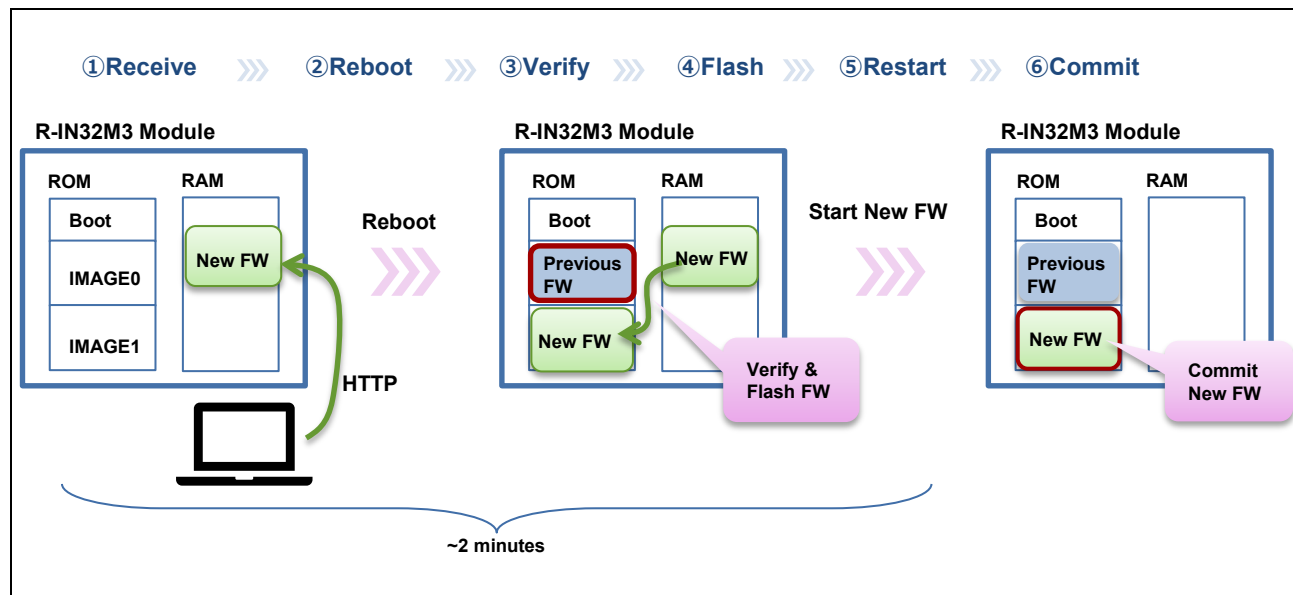 ①Receive
②Reboot
③Verify
④Flash
⑤Restart
⑥Commit
R-IN32M3 Module
ROM
RAM
Boot
IMAGE0
IMAGE1
New FW
HTTP
Reboot
R-IN32M3 Module
ROM
RAM
Boot
Previous
FW
New FW
New FW
Verify &
Flash FW
Start New FW
R-IN32M3 Module
ROM
RAM
Boot
Previous
FW
New FW
Commit
New FW
~2 minutes